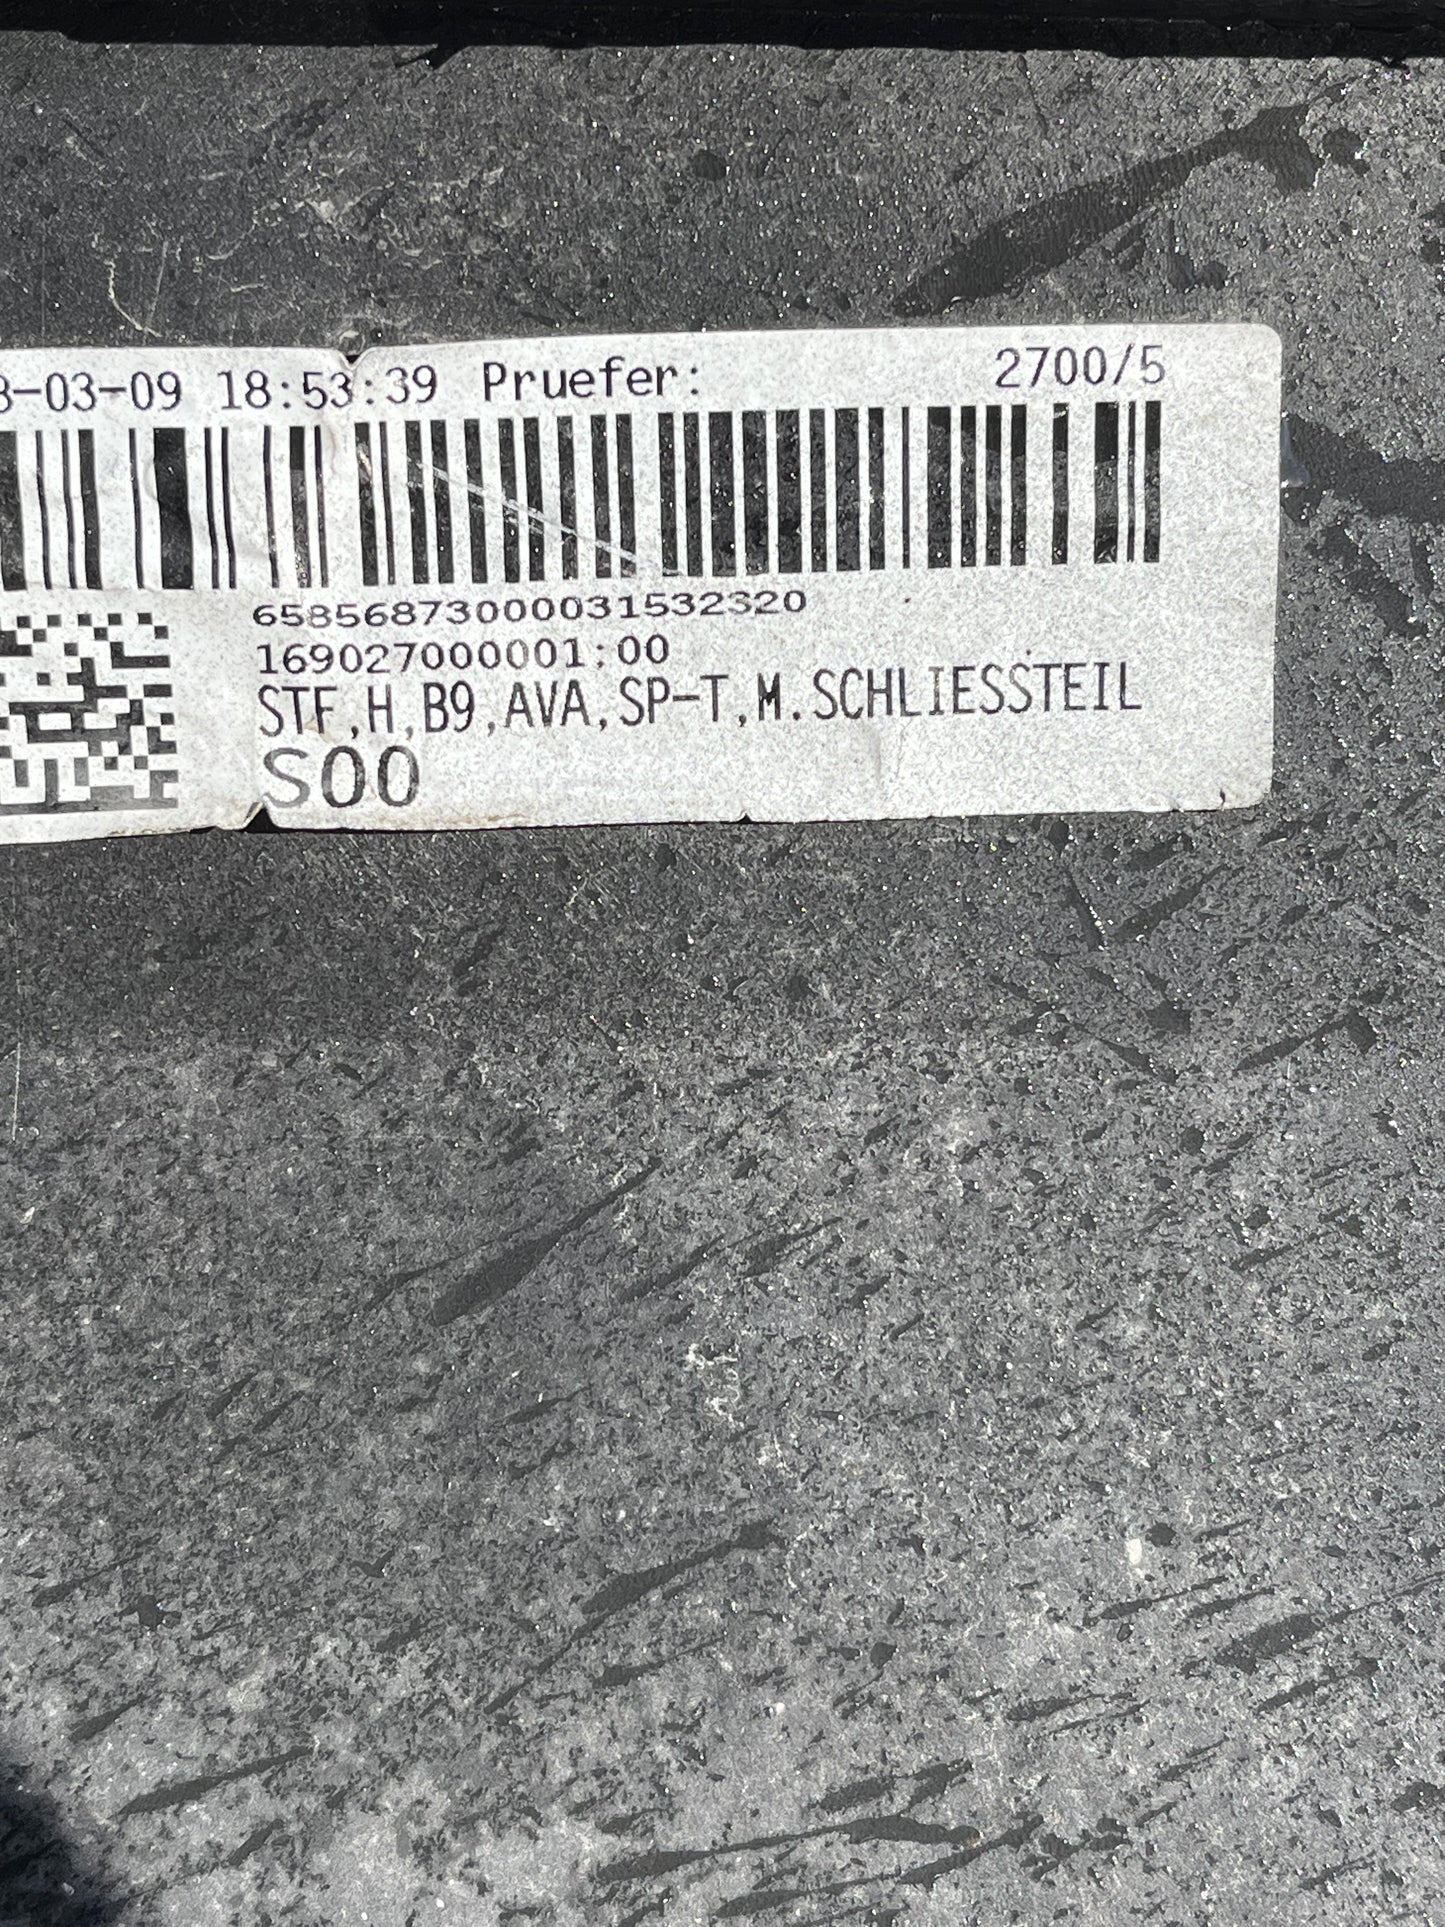 8-03-09 18:53:39 Pruefer: 2700/5
65856873000031532320
169027000001:00
STF,H,B9,AVA,SP-T,M.SCHLIESSTEIL
S00